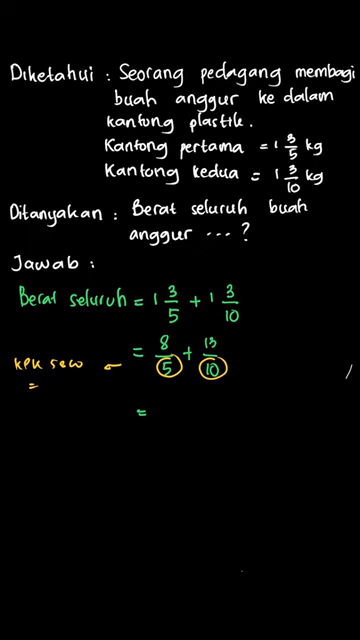 Diketahui : Seorang pedagang membagi
buah anggur ke dalam
kantong plastik.
Kantong pertama = 1 3/5 kg
Kantong kedua = 1 3/10 kg
Ditanyakan : Berat seluruh buah
anggur ....?
Jawab :
Berat seluruh = 1 3/5 + 1 3/10
= 8/5 + 13/10
KPK
=
=